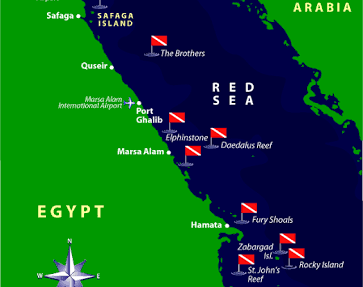 Safaga
SAFAGA
ISLAND
ARABIA
The Brothers
Quseir
RED
SEA
Marsa Alam
International Airport
Port
Ghalib
Elphinstone
Daedalus Reef
Marsa Alam
EGYPT
Fury Shoals
Hamata
Zabargad
Isl.
Rocky Island
St. John's
Reef
N
W
E